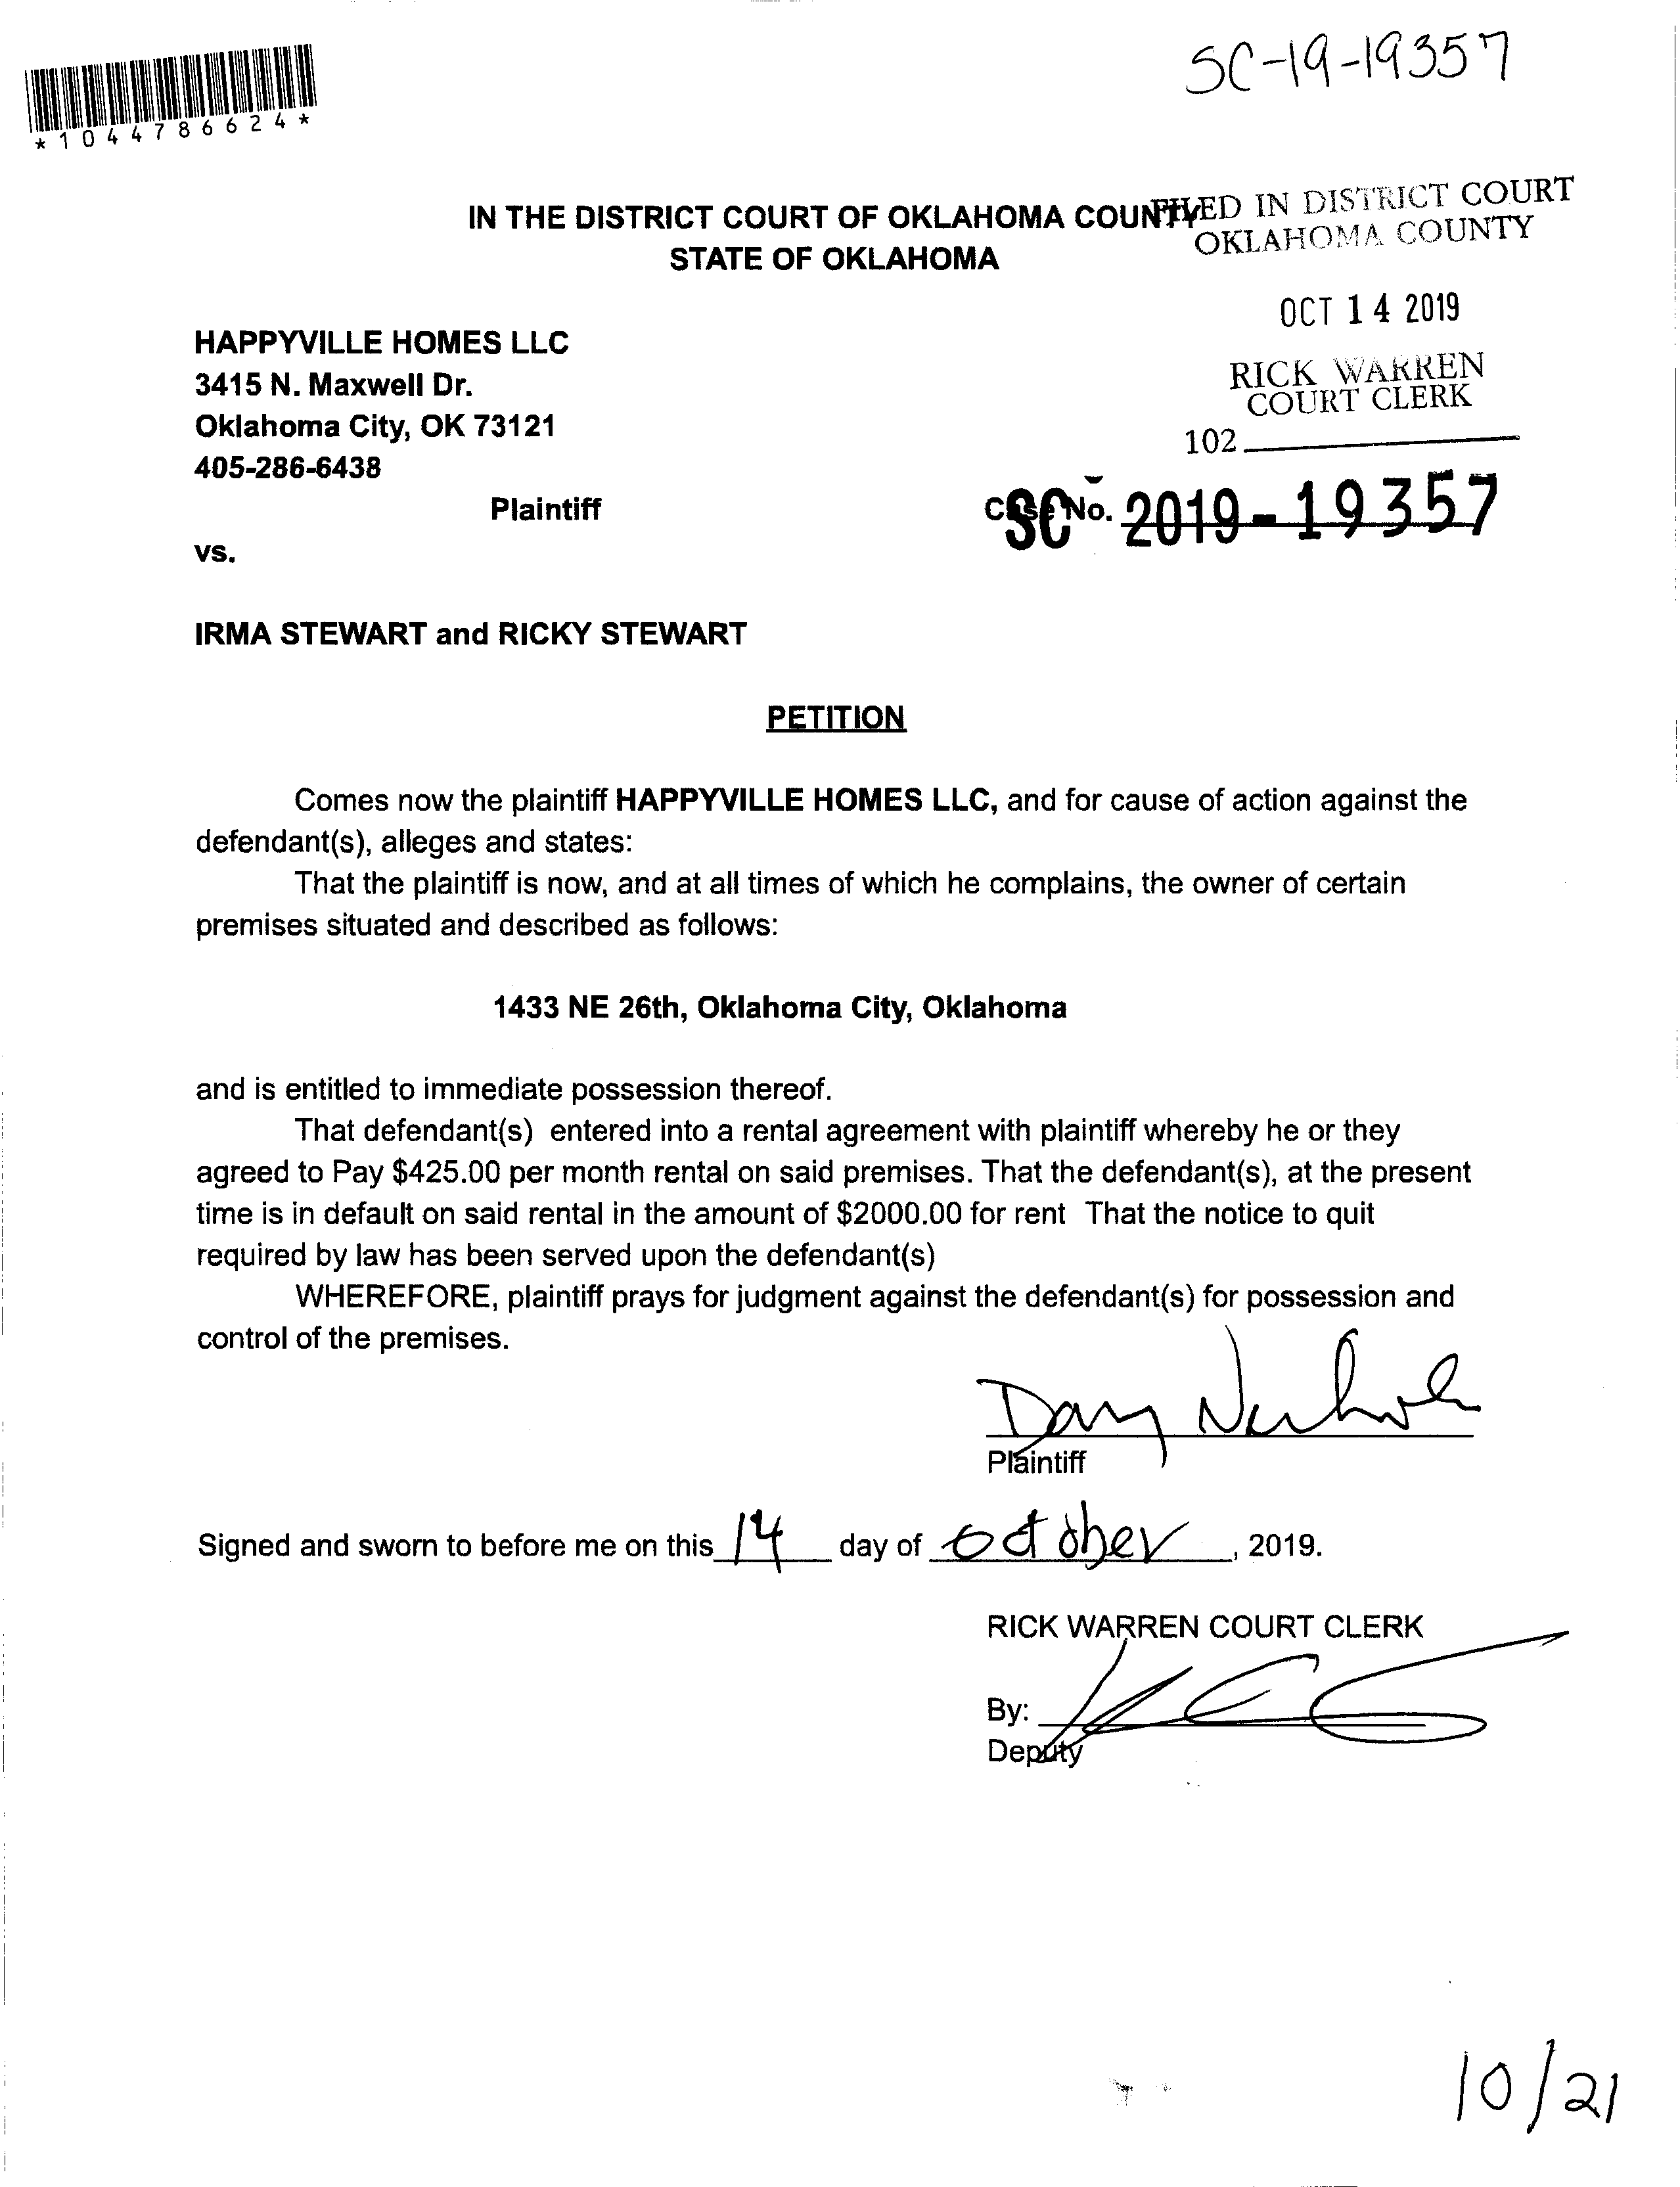 SC-19-19357
*1044786624*
IN THE DISTRICT COURT OF OKLAHOMA COUNTY
STATE OF OKLAHOMA
FILED IN DISTRICT COURT
OKLAHOMA COUNTY
OCT 14 2019
RICK WARREN
COURT CLERK
102
HAPPYVILLE HOMES LLC
3415 N. Maxwell Dr.
Oklahoma City, OK 73121
405-286-6438
Plaintiff
Case No.
SC - 2019 - 19357
vs.
IRMA STEWART and RICKY STEWART
PETITION
Comes now the plaintiff HAPPYVILLE HOMES LLC, and for cause of action against the
defendant(s), alleges and states:
That the plaintiff is now, and at all times of which he complains, the owner of certain
premises situated and described as follows:
1433 NE 26th, Oklahoma City, Oklahoma
and is entitled to immediate possession thereof.
That defendant(s) entered into a rental agreement with plaintiff whereby he or they
agreed to Pay $425.00 per month rental on said premises. That the defendant(s), at the present
time is in default on said rental in the amount of $2000.00 for rent That the notice to quit
required by law has been served upon the defendant(s)
WHEREFORE, plaintiff prays for judgment against the defendant(s) for possession and
control of the premises.
Plaintiff
Signed and sworn to before me on this 14 day of October, 2019.
RICK WARREN COURT CLERK
By:
Deputy
10/21